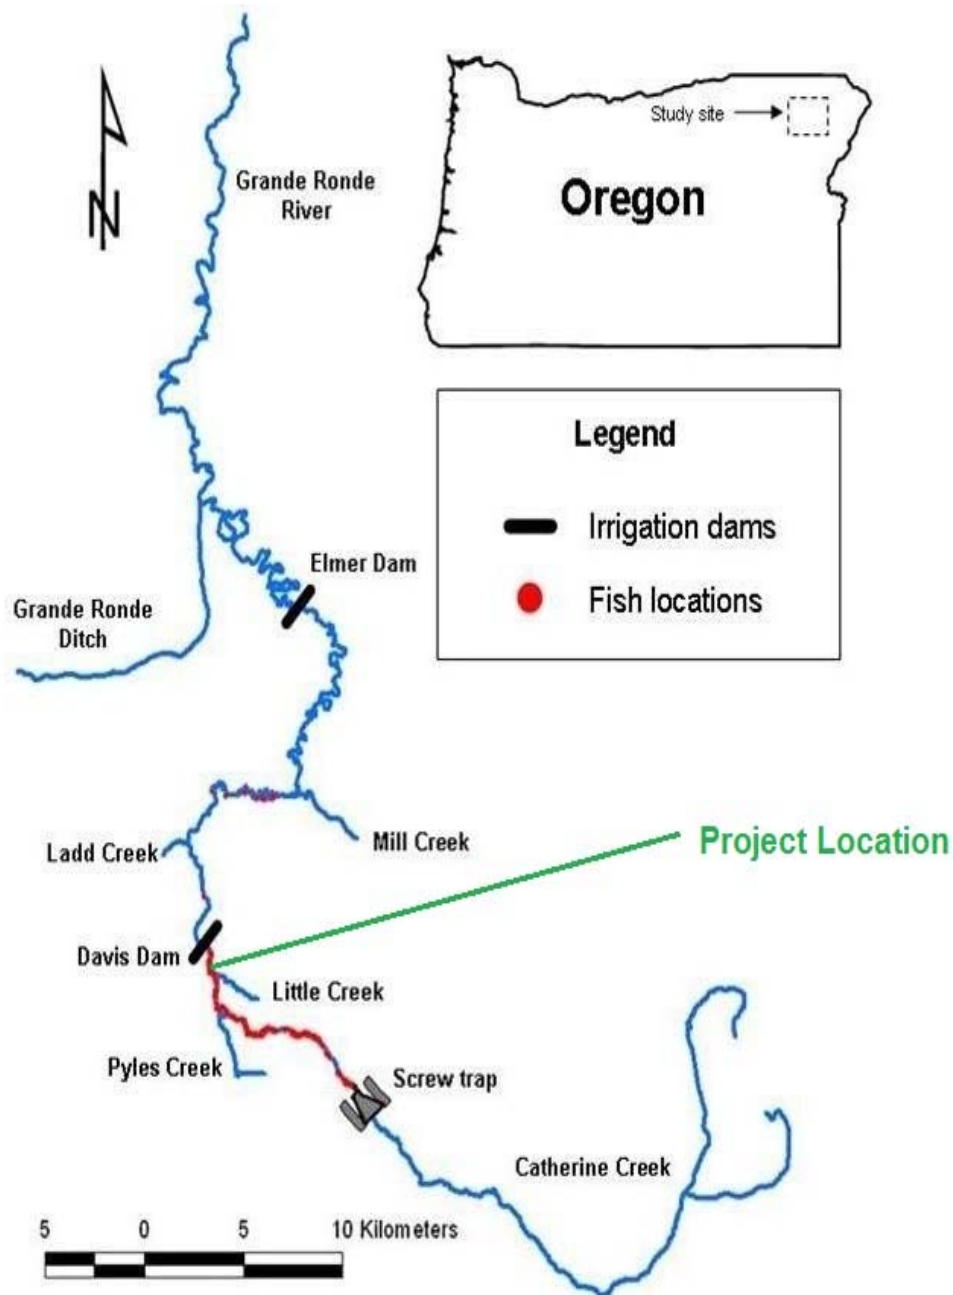 Grande Ronde
River
N
Study site
Oregon
Legend
Irrigation dams
Fish locations
Elmer Dam
Grande Ronde
Ditch
Ladd Creek
Mill Creek
Project Location
Davis Dam
Little Creek
Pyles Creek
Screw trap
Catherine Creek
5 0 5 10 Kilometers